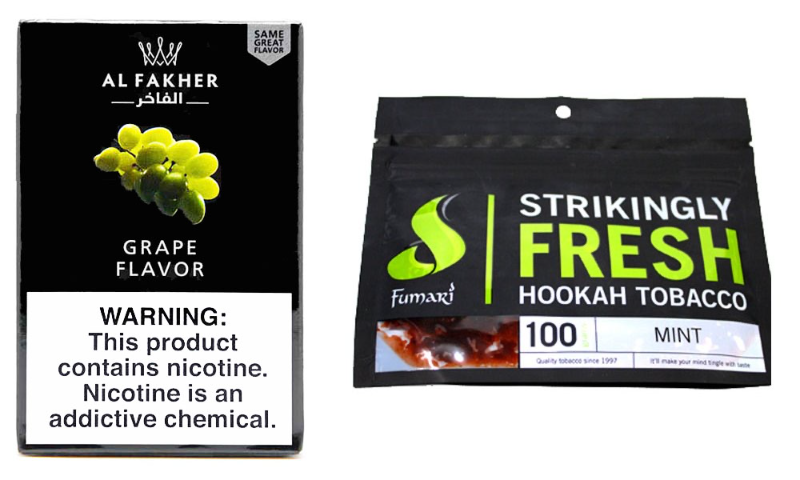 SAME
GREAT
FLAVOR
AL FAKHER
الفاخر
GRAPE
FLAVOR
WARNING:
This product
contains nicotine.
Nicotine is an
addictive chemical.
STRIKINGLY
FRESH
HOOKAH TOBACCO
Fumari
100
MINT
Quality tobacco since 1997
It'll make your mind tingle with taste